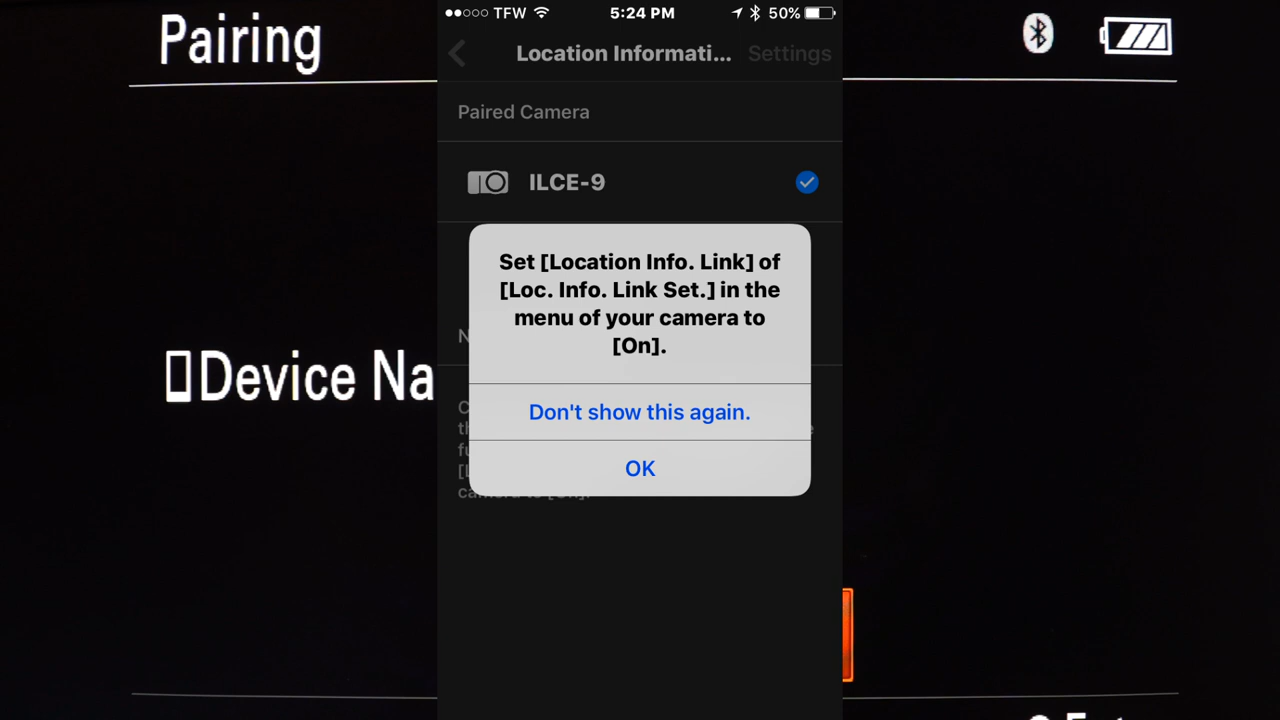 Pairing
TFW 5:24 PM 50%
Location Informati... Settings
Paired Camera
ILCE-9
Set [Location Info. Link] of
[Loc. Info. Link Set.] in the
menu of your camera to
[On].
Device Na
Don't show this again.
OK